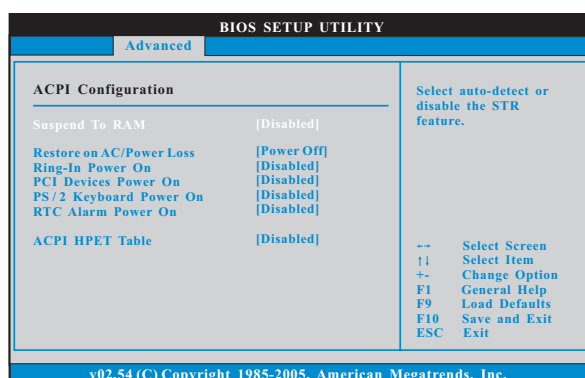 BIOS SETUP UTILITY
Advanced
ACPI Configuration
Suspend To RAM [Disabled]
Restore on AC/Power Loss [Power Off]
Ring-In Power On [Disabled]
PCI Devices Power On [Disabled]
PS/2 Keyboard Power On [Disabled]
RTC Alarm Power On [Disabled]
ACPI HPET Table [Disabled]
Select auto-detect or
disable the STR
feature.
←→ Select Screen
↑↓ Select Item
+- Change Option
F1 General Help
F9 Load Defaults
F10 Save and Exit
ESC Exit
v02.54 (C) Copyright 1985-2005, American Megatrends, Inc.